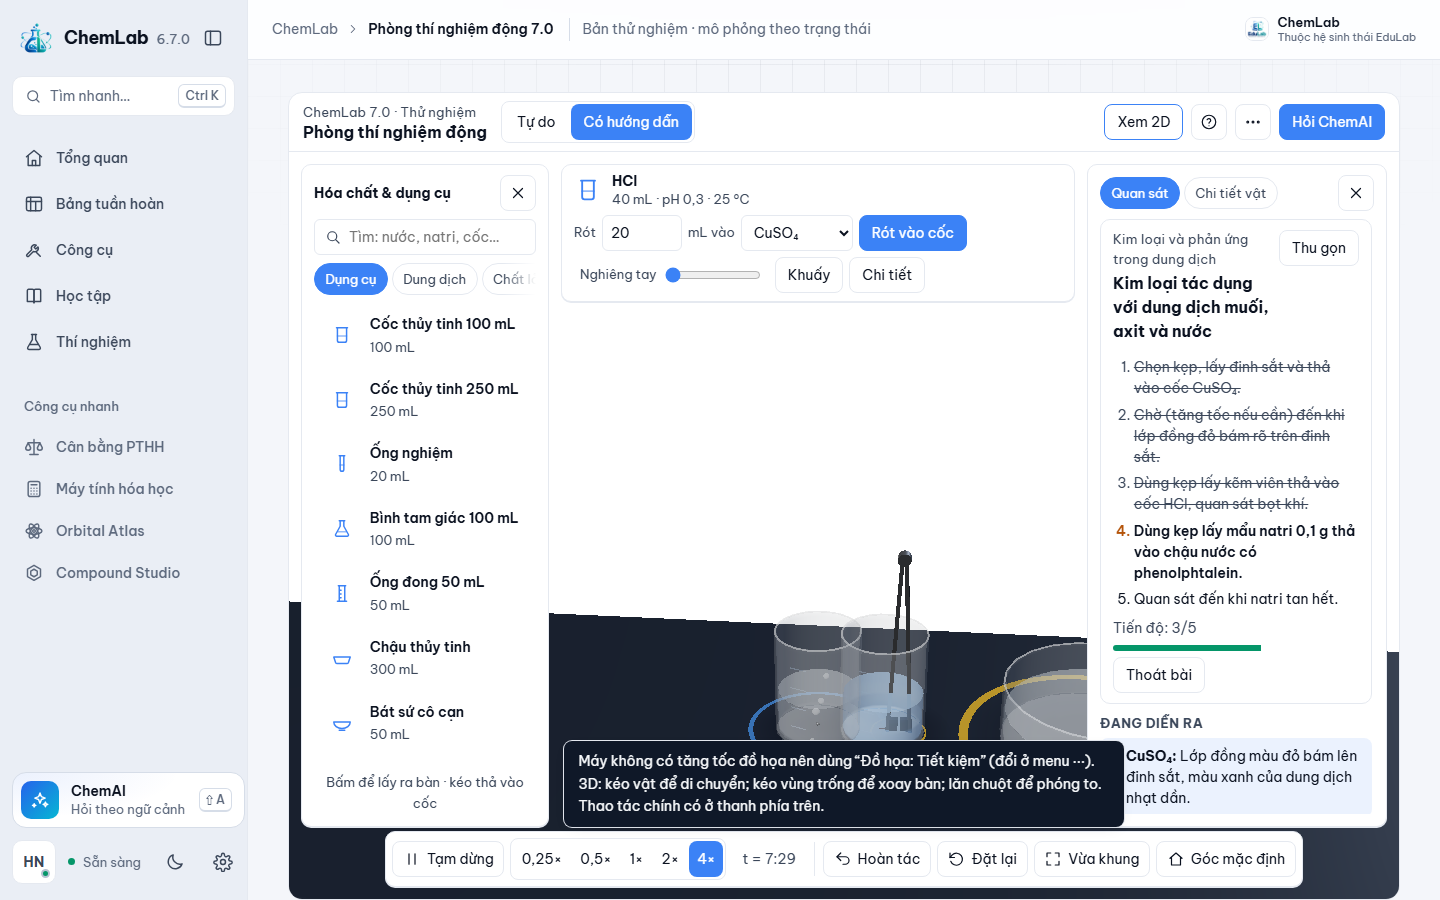 ChemLab 6.7.0
Tìm nhanh... Ctrl K
Tổng quan
Bảng tuần hoàn
Công cụ
Học tập
Thí nghiệm
Công cụ nhanh
Cân bằng PTHH
Máy tính hóa học
Orbital Atlas
Compound Studio
ChemAI
Hỏi theo ngữ cảnh
⇧ A
HN
Sẵn sàng
ChemLab
Phòng thí nghiệm động 7.0
Bản thử nghiệm · mô phỏng theo trạng thái
ChemLab
Thuộc hệ sinh thái EduLab
ChemLab 7.0 · Thử nghiệm
Phòng thí nghiệm động
Tự do
Có hướng dẫn
Xem 2D
Hỏi ChemAI
Hóa chất & dụng cụ
Tìm: nước, natri, cốc...
Dụng cụ
Dung dịch
Chất
Cốc thủy tinh 100 mL
100 mL
Cốc thủy tinh 250 mL
250 mL
Ống nghiệm
20 mL
Bình tam giác 100 mL
100 mL
Ống đong 50 mL
50 mL
Chậu thủy tinh
300 mL
Bát sứ cô cạn
50 mL
Bấm để lấy ra bàn · kéo thả vào
cốc
HCl
40 mL · pH 0,3 · 25 °C
Rót 20 mL vào CuSO₄ Rót vào cốc
Nghiêng tay Khuấy Chi tiết
Quan sát
Chi tiết vật
Kim loại và phản ứng
trong dung dịch
Thu gọn
Kim loại tác dụng
với dung dịch muối,
axit và nước
1. Chọn kẹp, lấy đinh sắt và thả
vào cốc CuSO₄.
2. Chờ (tăng tốc nếu cần) đến khi
lớp đồng đỏ bám rõ trên đinh
sắt.
3. Dùng kẹp lấy kẽm viên thả vào
cốc HCl, quan sát bọt khí.
4. Dùng kẹp lấy mẩu natri 0,1 g thả
vào chậu nước có
phenolphtalein.
5. Quan sát đến khi natri tan hết.
Tiến độ: 3/5
Thoát bài
ĐANG DIỄN RA
CuSO₄: Lớp đồng màu đỏ bám lên
đinh sắt, màu xanh của dung dịch
nhạt dần.
Máy không có tăng tốc đồ họa nên dùng “Đồ họa: Tiết kiệm” (đổi ở menu ···).
3D: kéo vật để di chuyển; kéo vùng trống để xoay bàn; lăn chuột để phóng to.
Thao tác chính có ở thanh phía trên.
Tạm dừng
0,25×
0,5×
1×
2×
4×
t = 7:29
Hoàn tác
Đặt lại
Vừa khung
Góc mặc định